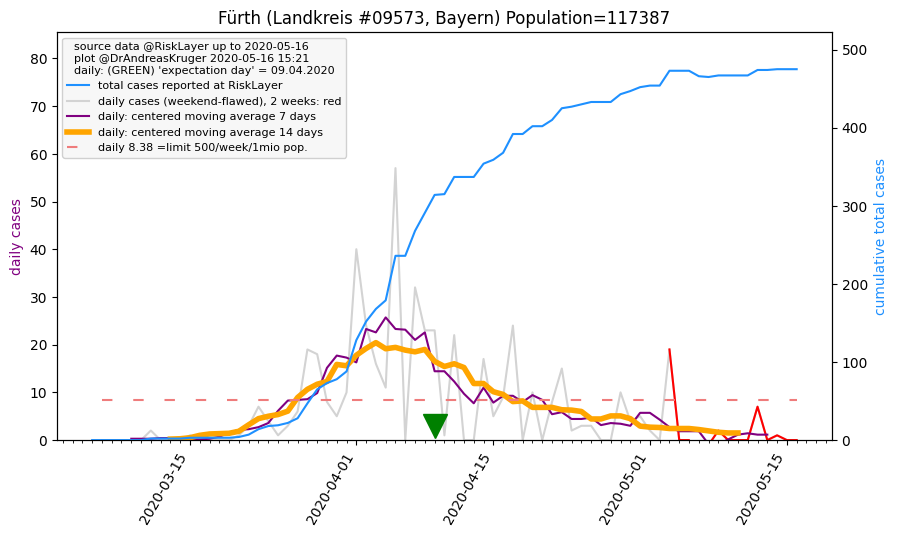 Fürth (Landkreis #09573, Bayern) Population=117387
source data @RiskLayer up to 2020-05-16
plot @DrAndreasKruger 2020-05-16 15:21
daily: (GREEN) 'expectation day' = 09.04.2020
total cases reported at RiskLayer
daily cases (weekend-flawed), 2 weeks: red
daily: centered moving average 7 days
daily: centered moving average 14 days
daily 8.38 =limit 500/week/1mio pop.
daily cases
80
70
60
50
40
30
20
10
0
cumulative total cases
500
400
300
200
100
0
2020-03-15
2020-04-01
2020-04-15
2020-05-01
2020-05-15